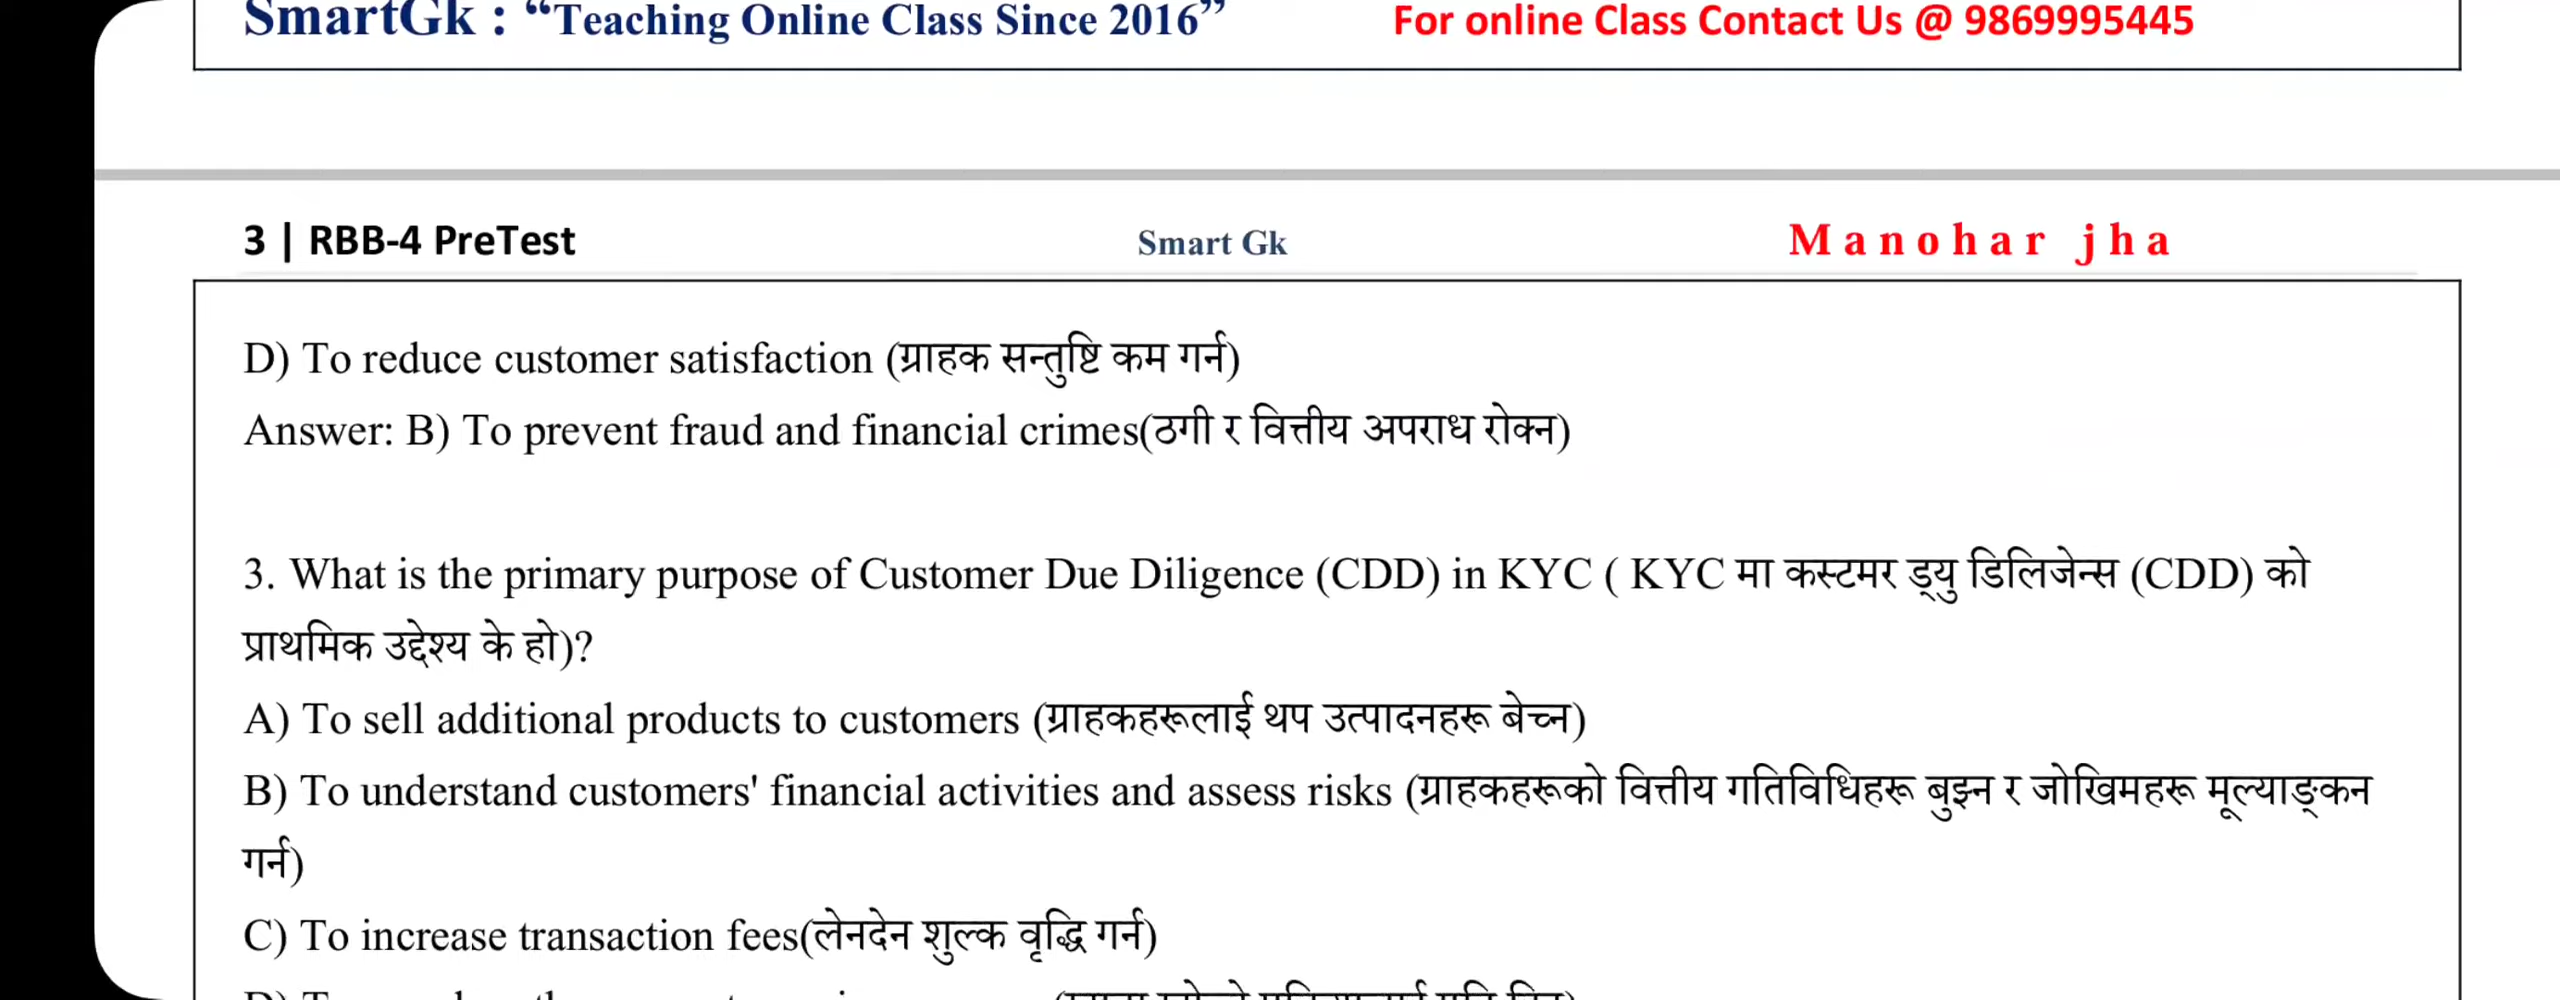 SmartGk : “Teaching Online Class Since 2016” For online Class Contact Us @ 9869995445
3 | RBB-4 PreTest Smart Gk Manohar jha
D) To reduce customer satisfaction (ग्राहक सन्तुष्टि कम गर्न)
Answer: B) To prevent fraud and financial crimes(ठगी र वित्तीय अपराध रोक्न)
3. What is the primary purpose of Customer Due Diligence (CDD) in KYC ( KYC मा कस्टमर ड्यु डिलिजेन्स (CDD) को
प्राथमिक उद्देश्य के हो)?
A) To sell additional products to customers (ग्राहकहरूलाई थप उत्पादनहरू बेच्न)
B) To understand customers' financial activities and assess risks (ग्राहकहरूको वित्तीय गतिविधिहरू बुझ्न र जोखिमहरू मूल्याङ्कन
गर्न)
C) To increase transaction fees(लेनदेन शुल्क वृद्धि गर्न)